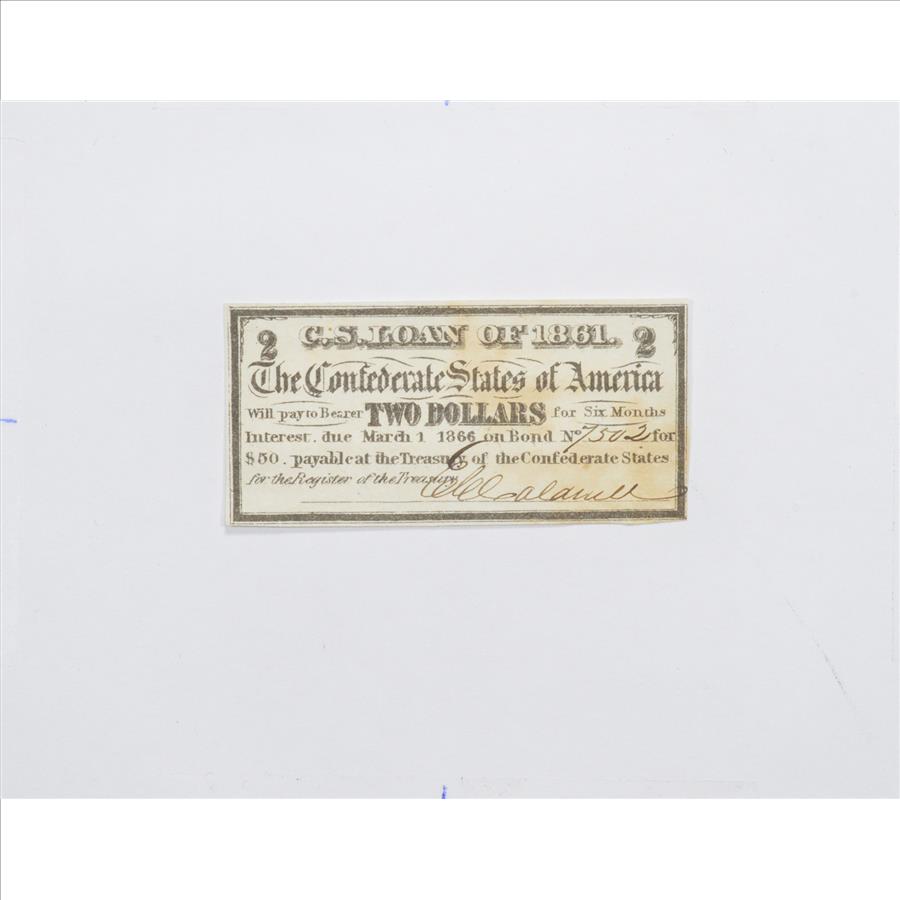 2 C.S. LOAN OF 1861. 2
The Confederate States of America
Will pay to Bearer TWO DOLLARS for Six Months
Interest. due March 1 1866 on Bond No 7502 for
$50. payable at the Treasury of the Confederate States
for the Register of the Treasury
Caldwell